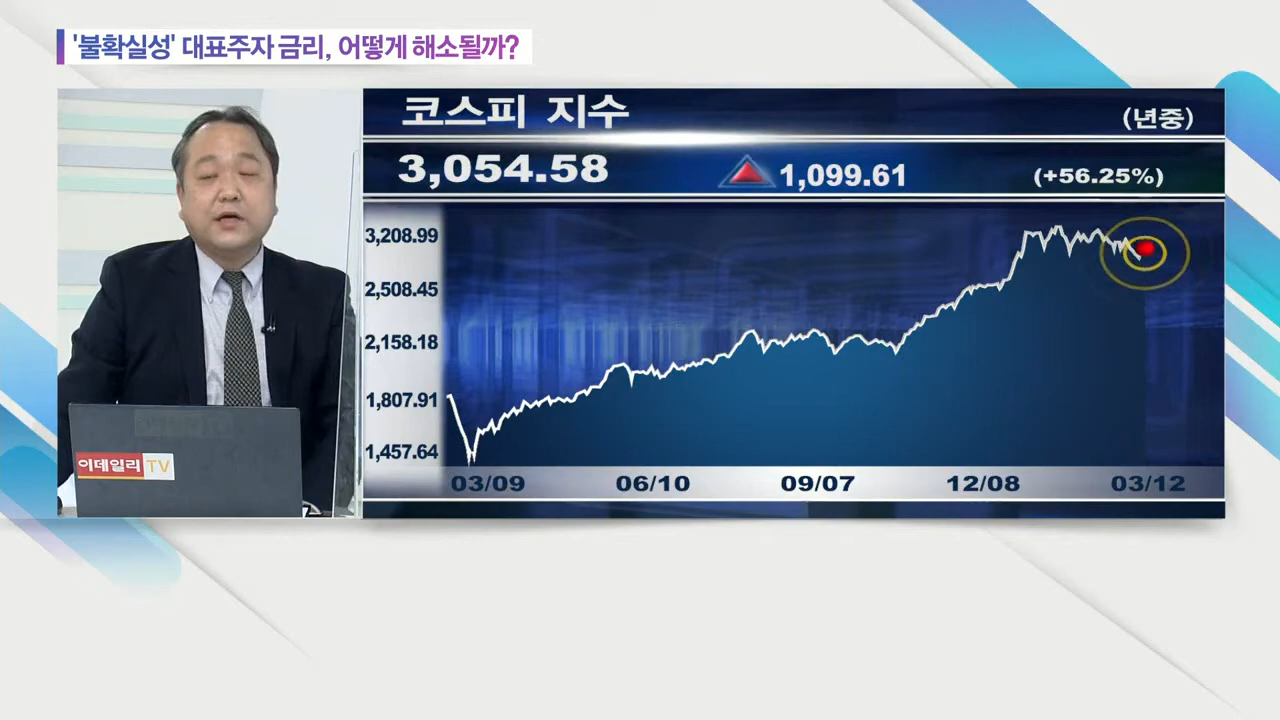 '불확실성' 대표주자 금리, 어떻게 해소될까?
코스피 지수 (년중)
3,054.58 ▲ 1,099.61 (+56.25%)
3,208.99
2,508.45
2,158.18
1,807.91
1,457.64
03/09 06/10 09/07 12/08 03/12
이데일리 TV